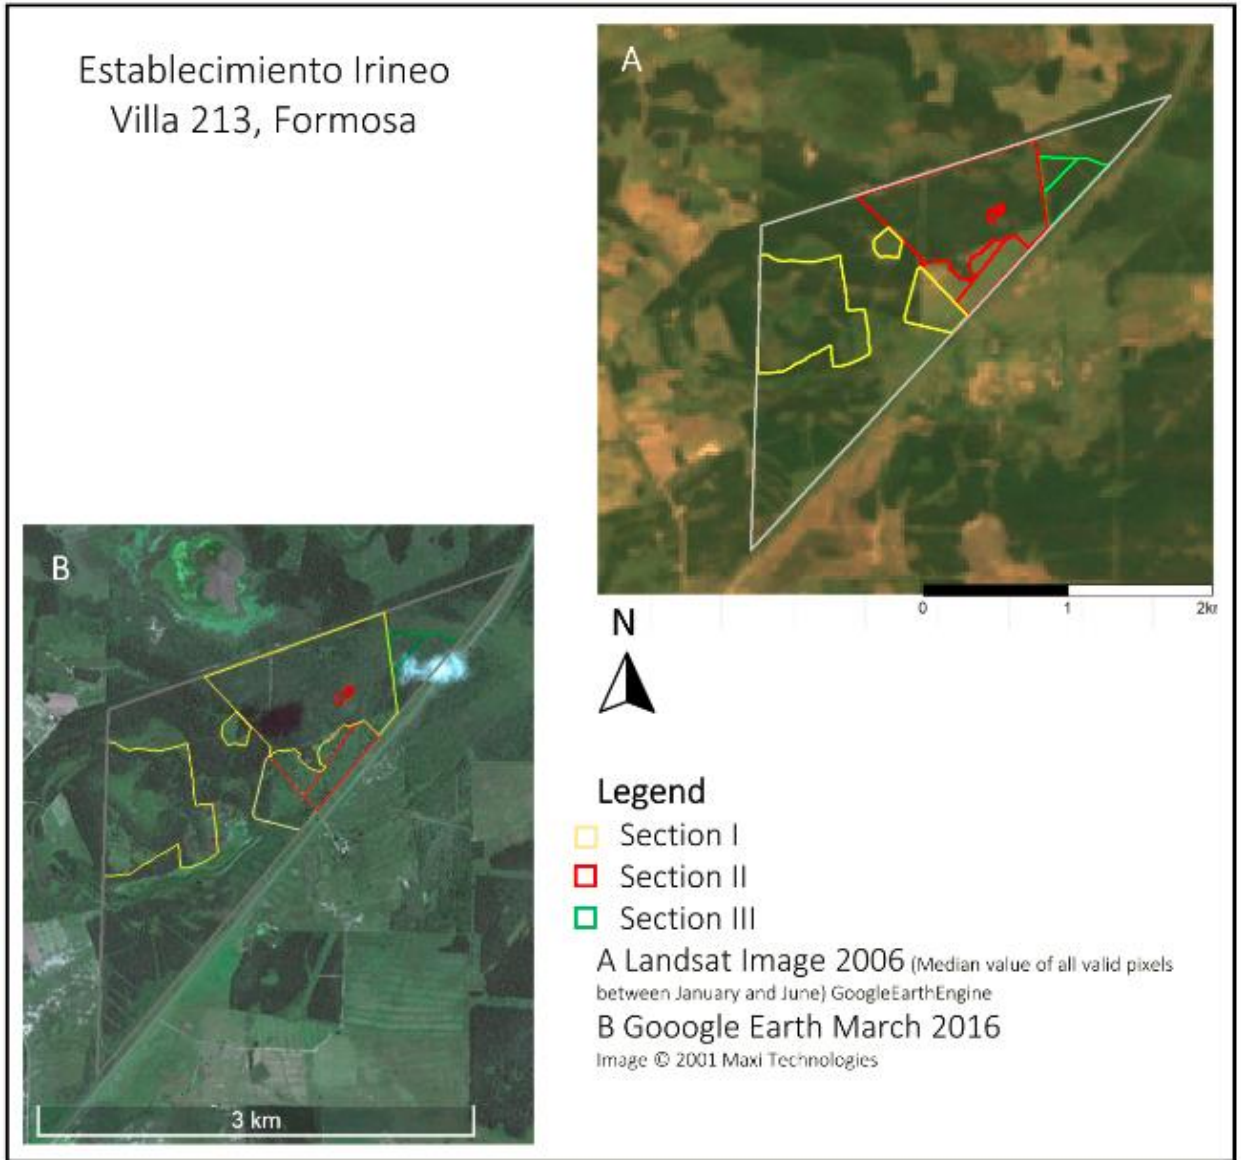 Establecimiento Irineo
Villa 213, Formosa
A
B
0 1 2k
N
3 km
Legend
Section I
Section II
Section III
A Landsat Image 2006 (Median value of all valid pixels
between January and June) GoogleEarthEngine
B Gooogle Earth March 2016
Image © 2001 Maxi Technologies